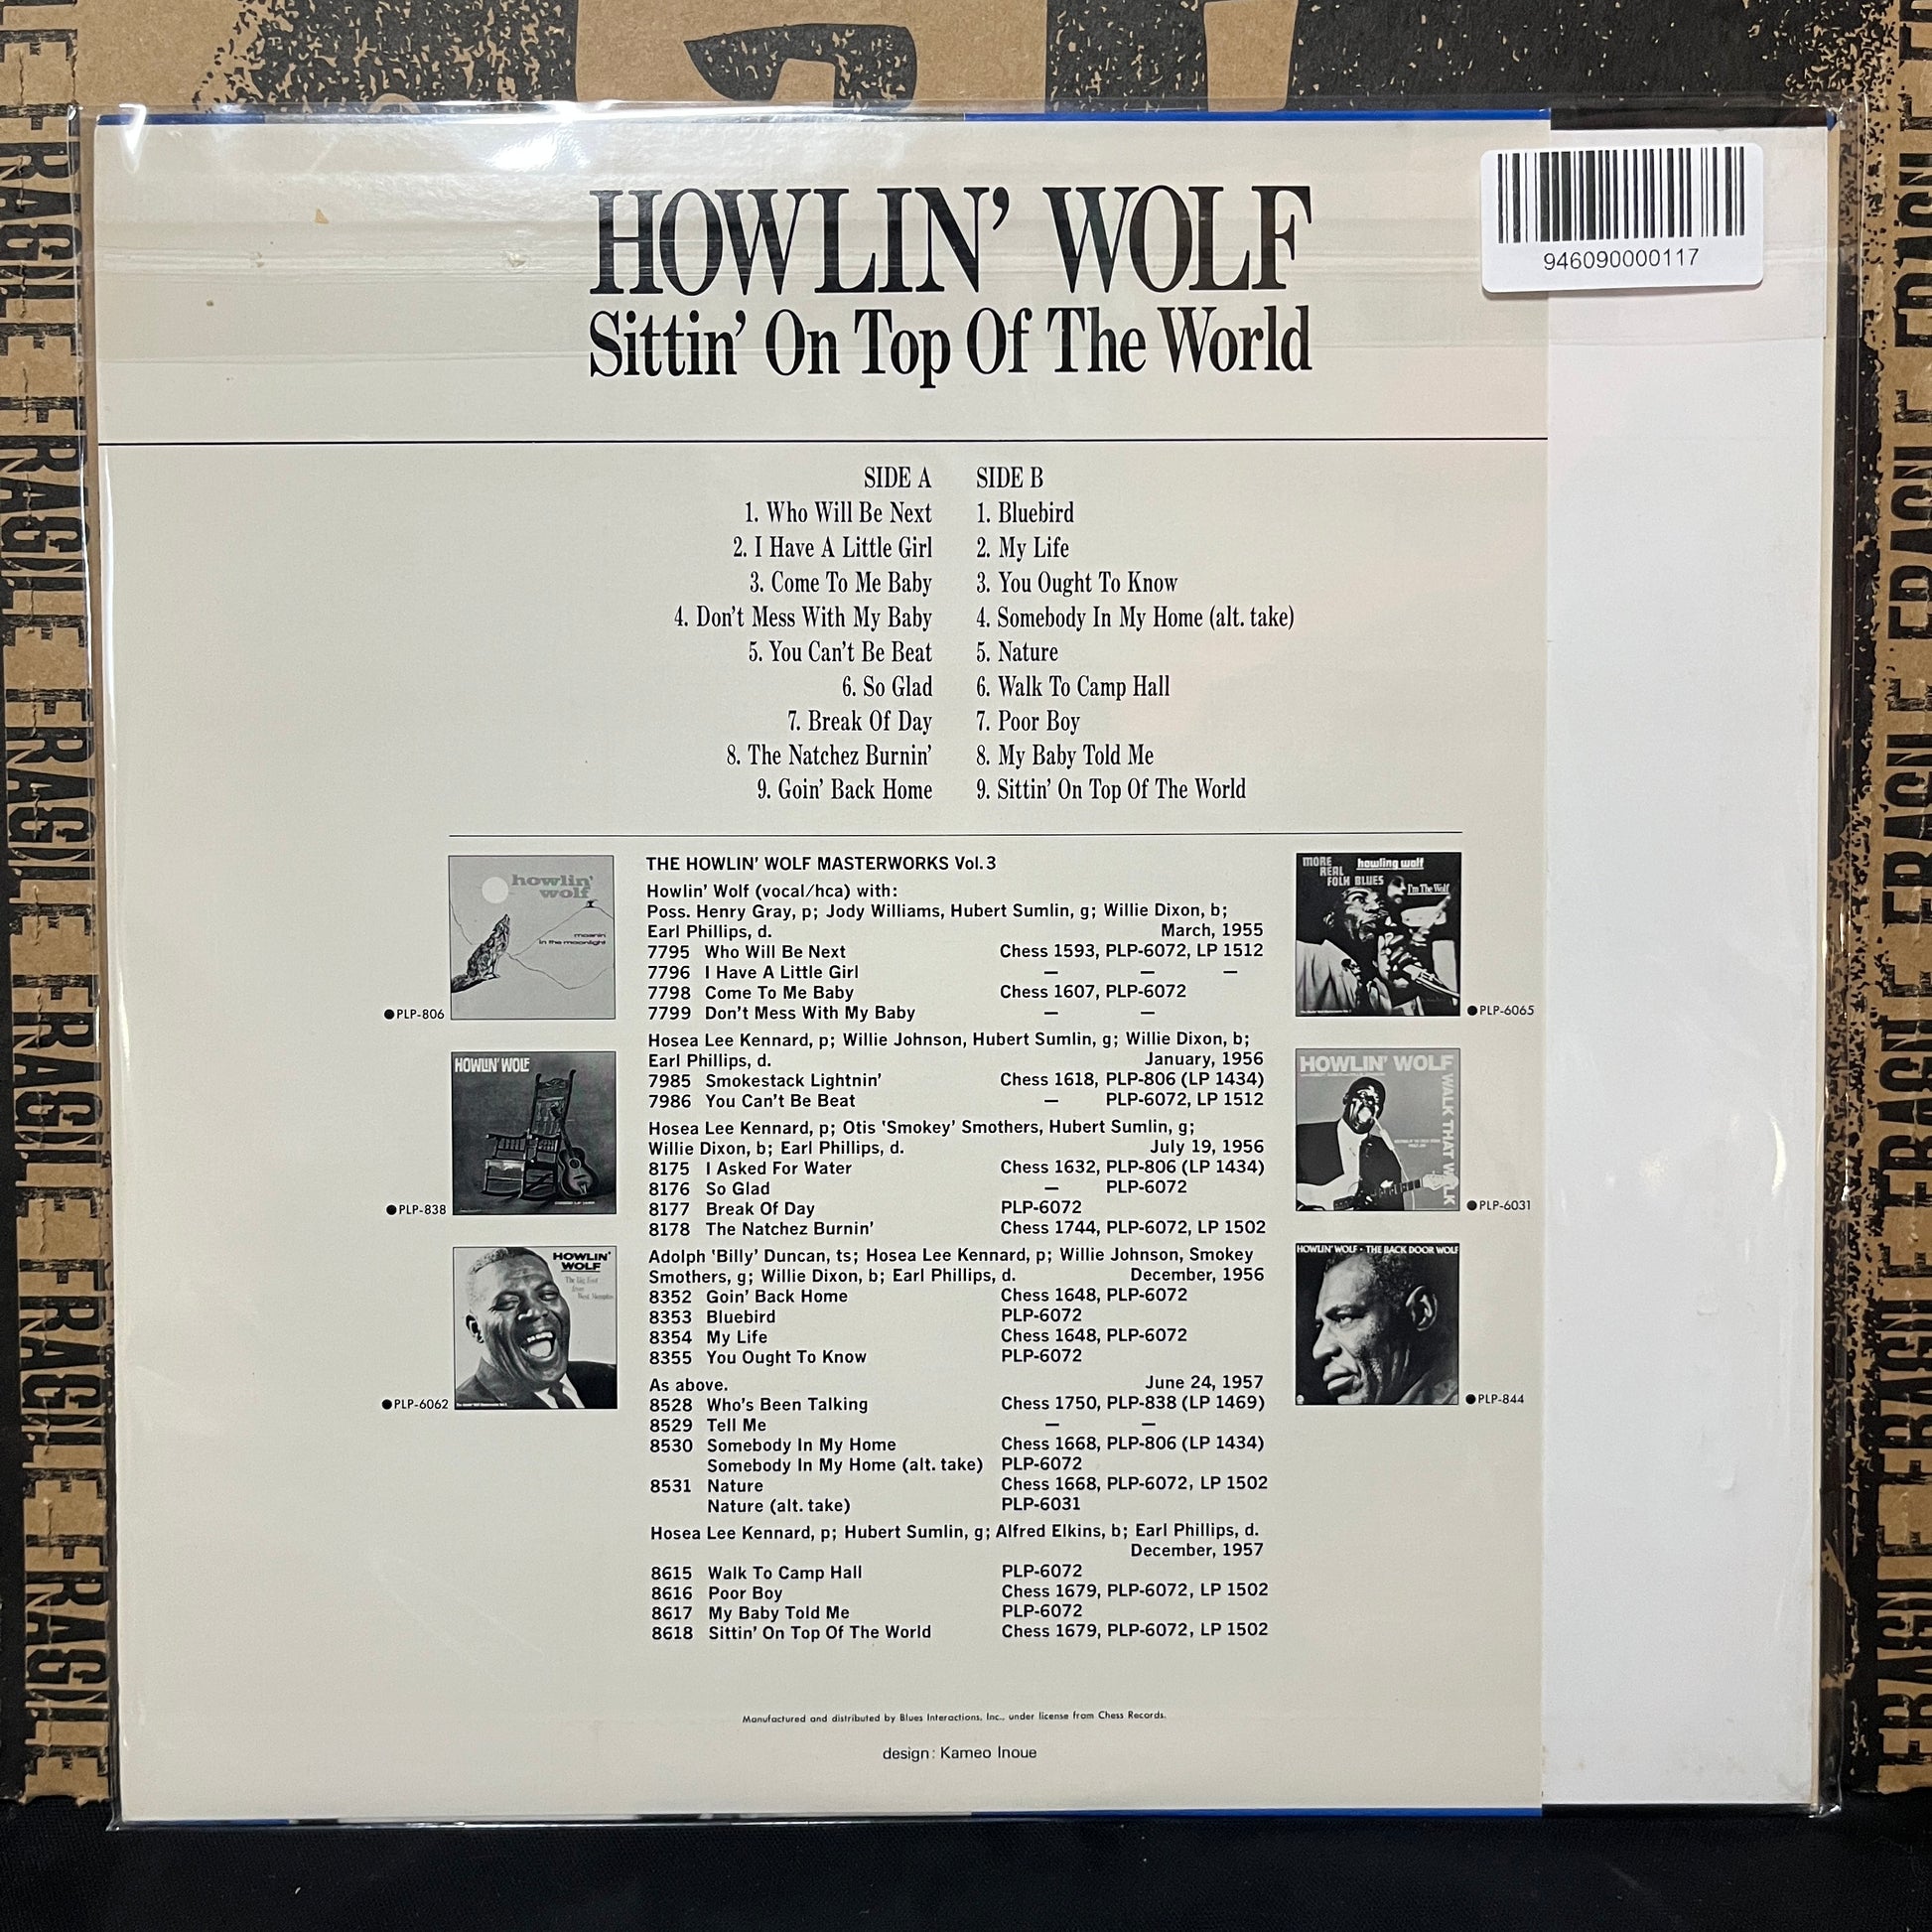 HOWLIN' WOLF
Sittin' On Top Of The World
946090000117
SIDE A
1. Who Will Be Next
2. I Have A Little Girl
3. Come To Me Baby
4. Don't Mess With My Baby
5. You Can't Be Beat
6. So Glad
7. Break Of Day
8. The Natchez Burnin'
9. Goin' Back Home
SIDE B
1. Bluebird
2. My Life
3. You Ought To Know
4. Somebody In My Home (alt. take)
5. Nature
6. Walk To Camp Hall
7. Poor Boy
8. My Baby Told Me
9. Sittin' On Top Of The World
howlin'
wolf
moanin'
in the moonlight
●PLP-806
HOWLIN' WOLF
●PLP-838
HOWLIN'
WOLF
●PLP-6062
THE HOWLIN' WOLF MASTERWORKS Vol.3
Howlin' Wolf (vocal/hca) with:
Poss. Henry Gray, p; Jody Williams, Hubert Sumlin, g; Willie Dixon, b;
Earl Phillips, d. March, 1955
7795 Who Will Be Next Chess 1593, PLP-6072, LP 1512
7796 I Have A Little Girl — — —
7798 Come To Me Baby Chess 1607, PLP-6072
7799 Don't Mess With My Baby — —
Hosea Lee Kennard, p; Willie Johnson, Hubert Sumlin, g; Willie Dixon, b;
Earl Phillips, d. January, 1956
7985 Smokestack Lightnin' Chess 1618, PLP-806 (LP 1434)
7986 You Can't Be Beat — PLP-6072, LP 1512
Hosea Lee Kennard, p; Otis 'Smokey' Smothers, Hubert Sumlin, g;
Willie Dixon, b; Earl Phillips, d. July 19, 1956
8175 I Asked For Water Chess 1632, PLP-806 (LP 1434)
8176 So Glad — PLP-6072
8177 Break Of Day PLP-6072
8178 The Natchez Burnin' Chess 1744, PLP-6072, LP 1502
Adolph 'Billy' Duncan, ts; Hosea Lee Kennard, p; Willie Johnson, Smokey
Smothers, g; Willie Dixon, b; Earl Phillips, d. December, 1956
8352 Goin' Back Home Chess 1648, PLP-6072
8353 Bluebird PLP-6072
8354 My Life Chess 1648, PLP-6072
8355 You Ought To Know PLP-6072
As above. June 24, 1957
8528 Who's Been Talking Chess 1750, PLP-838 (LP 1469)
8529 Tell Me — —
8530 Somebody In My Home Chess 1668, PLP-806 (LP 1434)
Somebody In My Home (alt. take) PLP-6072
8531 Nature Chess 1668, PLP-6072, LP 1502
Nature (alt. take) PLP-6031
Hosea Lee Kennard, p; Hubert Sumlin, g; Alfred Elkins, b; Earl Phillips, d.
December, 1957
8615 Walk To Camp Hall PLP-6072
8616 Poor Boy Chess 1679, PLP-6072, LP 1502
8617 My Baby Told Me PLP-6072
8618 Sittin' On Top Of The World Chess 1679, PLP-6072, LP 1502
MORE
REAL
FOLK BLUES
howling wolf
I'm The Wolf
●PLP-6065
HOWLIN' WOLF
WALK THAT WALK
●PLP-6031
HOWLIN' WOLF • THE BACK DOOR WOLF
●PLP-844
Manufactured and distributed by Blues Interactions, Inc., under license from Chess Records.
design: Kameo Inoue
FRAGILE FRAGILE FRAGILE FRAGILE FRAGILE FRAGILE
FRAGILE FRAGILE FRAGILE FRAGILE FRAGILE FRAGILE